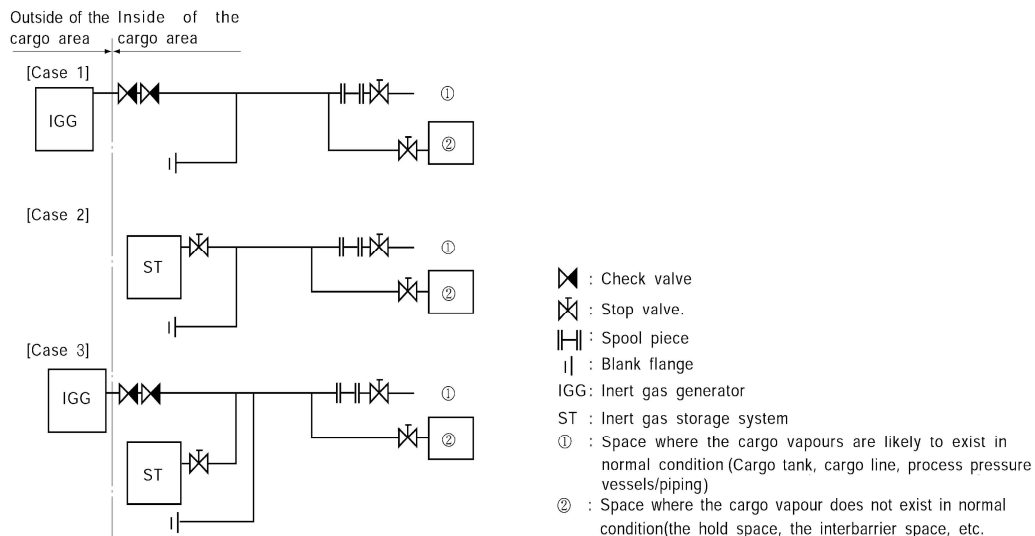 Outside of the Inside of the
cargo area cargo area
[Case 1]
IGG
①
②
[Case 2]
ST
①
②
[Case 3]
IGG
①
②
ST
: Check valve
: Stop valve.
: Spool piece
: Blank flange
IGG: Inert gas generator
ST : Inert gas storage system
① : Space where the cargo vapours are likely to exist in
normal condition (Cargo tank, cargo line, process pressure
vessels/piping)
② : Space where the cargo vapour does not exist in normal
condition(the hold space, the interbarrier space, etc.